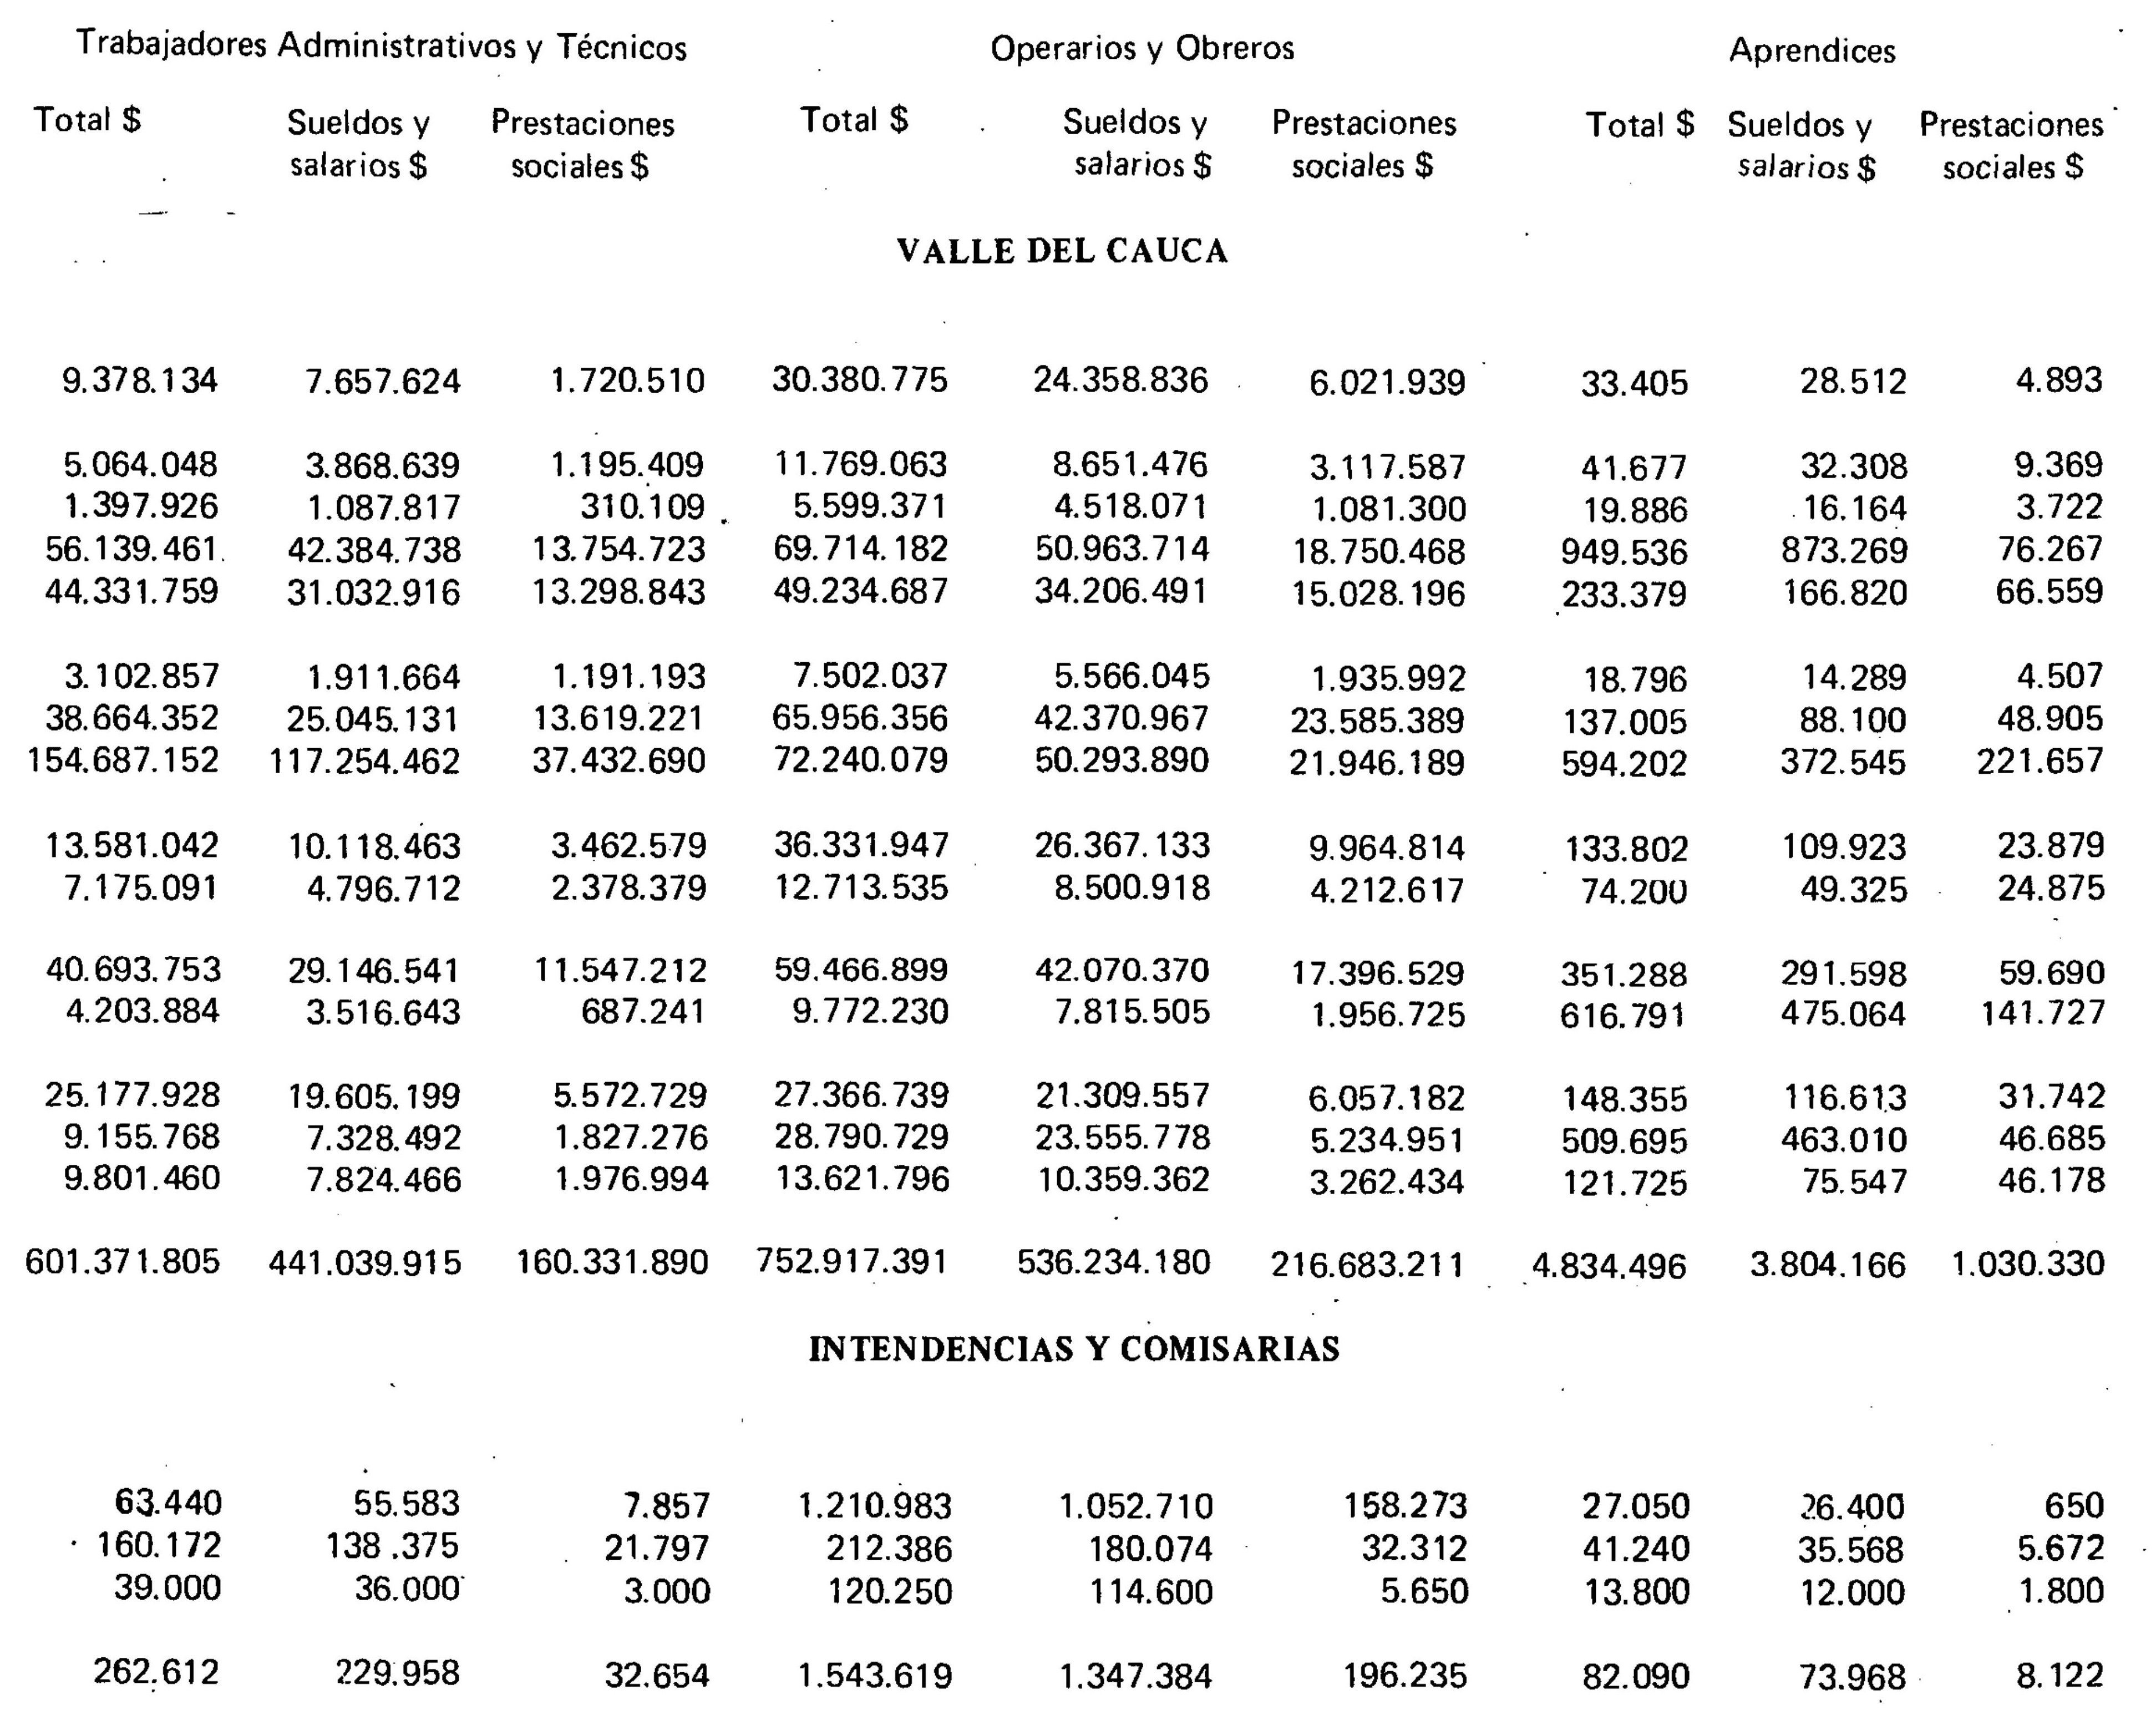 Trabajadores Administrativos y Técnicos Operarios y Obreros Aprendices
Total $ Sueldos y Prestaciones Total $ Sueldos y Prestaciones Total $ Sueldos y Prestaciones
salarios $ sociales $ salarios $ sociales $ salarios $ sociales $
VALLE DEL CAUCA
9.378.134 7.657.624 1.720.510 30.380.775 24.358.836 6.021.939 33.405 28.512 4.893
5.064.048 3.868.639 1.195.409 11.769.063 8.651.476 3.117.587 41.677 32.308 9.369
1.397.926 1.087.817 310.109 5.599.371 4.518.071 1.081.300 19.886 16.164 3.722
56.139.461 42.384.738 13.754.723 69.714.182 50.963.714 18.750.468 949.536 873.269 76.267
44.331.759 31.032.916 13.298.843 49.234.687 34.206.491 15.028.196 233.379 166.820 66.559
3.102.857 1.911.664 1.191.193 7.502.037 5.566.045 1.935.992 18.796 14.289 4.507
38.664.352 25.045.131 13.619.221 65.956.356 42.370.967 23.585.389 137.005 88.100 48.905
154.687.152 117.254.462 37.432.690 72.240.079 50.293.890 21.946.189 594.202 372.545 221.657
13.581.042 10.118.463 3.462.579 36.331.947 26.367.133 9.964.814 133.802 109.923 23.879
7.175.091 4.796.712 2.378.379 12.713.535 8.500.918 4.212.617 74.200 49.325 24.875
40.693.753 29.146.541 11.547.212 59.466.899 42.070.370 17.396.529 351.288 291.598 59.690
4.203.884 3.516.643 687.241 9.772.230 7.815.505 1.956.725 616.791 475.064 141.727
25.177.928 19.605.199 5.572.729 27.366.739 21.309.557 6.057.182 148.355 116.613 31.742
9.155.768 7.328.492 1.827.276 28.790.729 23.555.778 5.234.951 509.695 463.010 46.685
9.801.460 7.824.466 1.976.994 13.621.796 10.359.362 3.262.434 121.725 75.547 46.178
601.371.805 441.039.915 160.331.890 752.917.391 536.234.180 216.683.211 4.834.496 3.804.166 1.030.330
INTENDENCIAS Y COMISARIAS
63.440 55.583 7.857 1.210.983 1.052.710 158.273 27.050 26.400 650
160.172 138.375 21.797 212.386 180.074 32.312 41.240 35.568 5.672
39.000 36.000 3.000 120.250 114.600 5.650 13.800 12.000 1.800
262.612 229.958 32.654 1.543.619 1.347.384 196.235 82.090 73.968 8.122